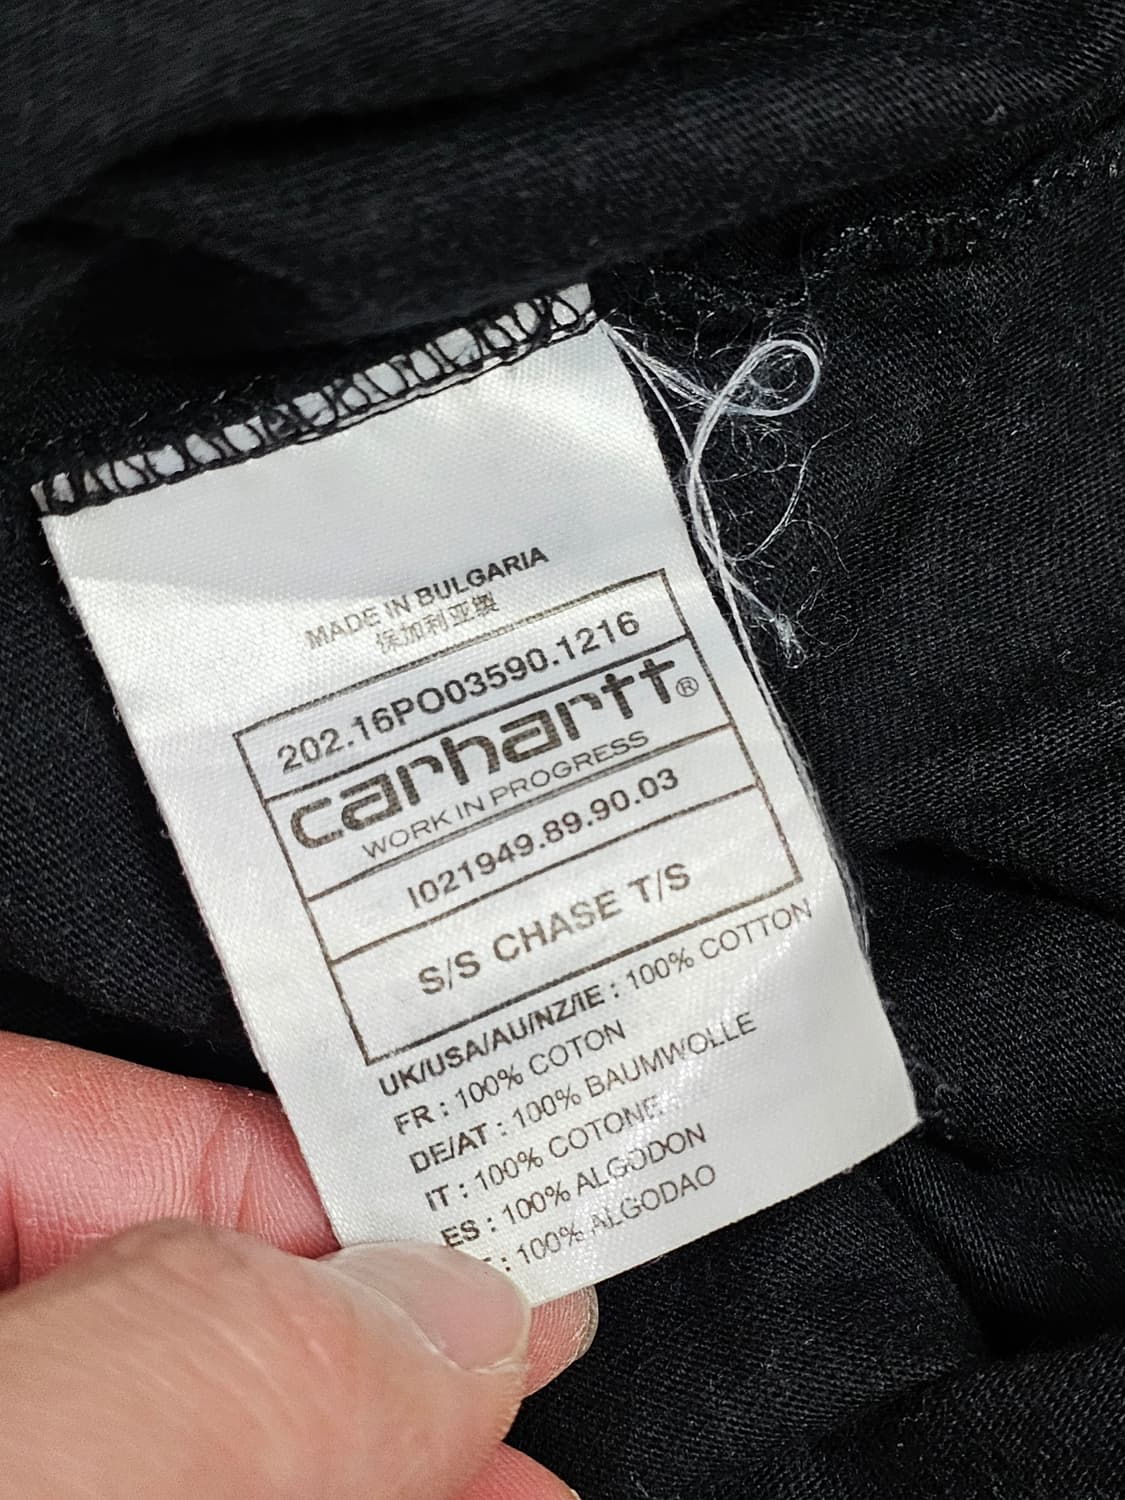 MADE IN BULGARIA
保加利亚製
202.16PO03590.1216
carhartt®
WORK IN PROGRESS
I021949.89.90.03
S/S CHASE T/S
UK/USA/AU/NZ/IE : 100% COTTON
FR : 100% COTON
DE/AT : 100% BAUMWOLLE
IT : 100% COTONE
ES : 100% ALGODON
: 100% ALGODAO